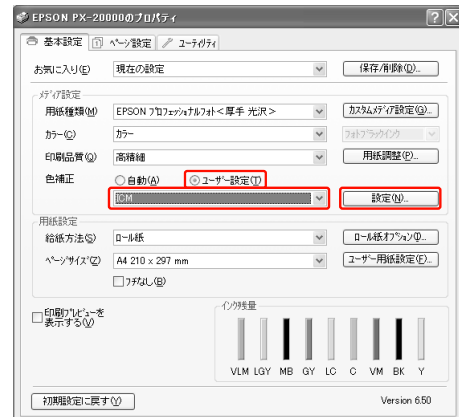 EPSON PX-20000のプロパティ
基本設定 ページ設定 ユーティリティ
お気に入り(E) 現在の設定 保存/削除(D)...
メディア設定
用紙種類(M) EPSON プロフェッショナルフォト<厚手 光沢> カスタムメディア設定(G)...
カラー(C) カラー フォトブラックインク
印刷品質(Q) 高精細 用紙調整(P)...
色補正 自動(A) ユーザー設定(T)
ICM 設定(N)...
用紙設定
給紙方法(S) ロール紙 ロール紙オプション(I)...
ページサイズ(Z) A4 210 x 297 mm ユーザー用紙設定(F)...
フチなし(B)
印刷プレビューを
表示する(V)
インク残量
VLM LGY MB GY LC C VM BK Y
初期設定に戻す(Y) Version 6.50